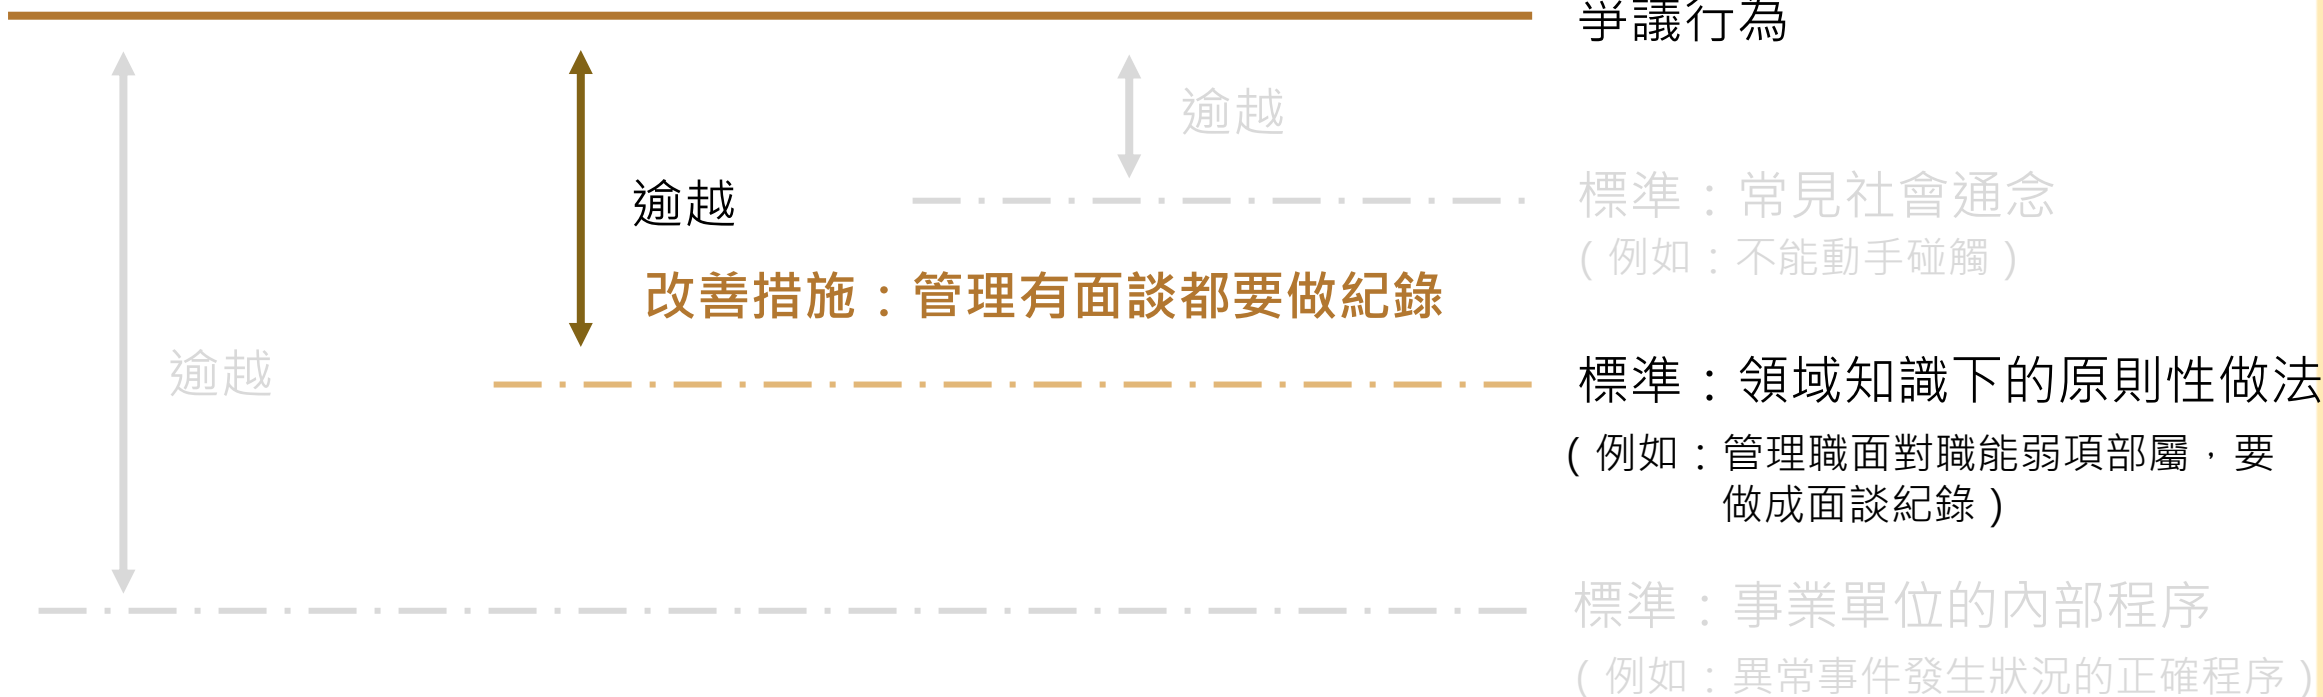 爭議行為
逾越
標準：常見社會通念
（例如：不能動手碰觸）
逾越
改善措施：管理有面談都要做紀錄
逾越
標準：領域知識下的原則性做法
（例如：管理職面對職能弱項部屬，要
做成面談紀錄）
標準：事業單位的內部程序
（例如：異常事件發生狀況的正確程序）